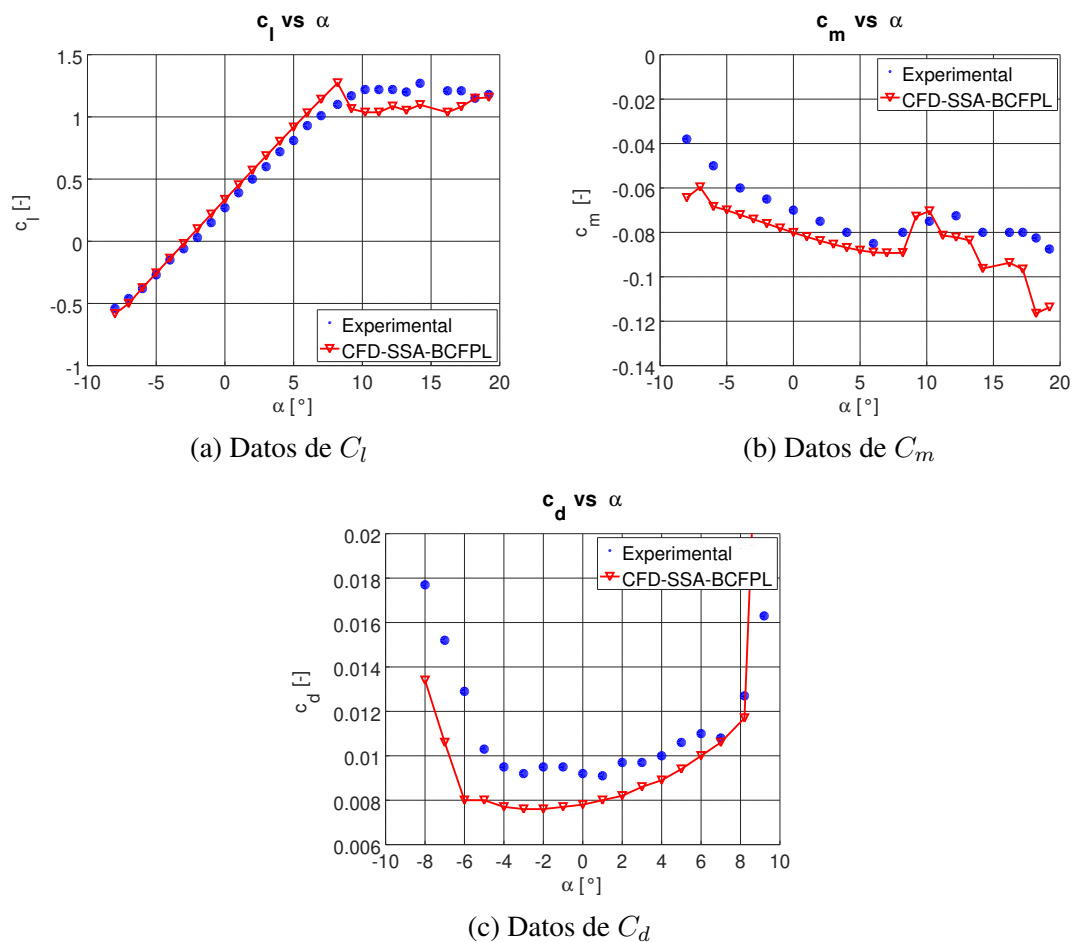 c_l vs α
1.5
1
0.5
0
-0.5
-1
c_l [-]
Experimental
CFD-SSA-BCFPL
-10 -5 0 5 10 15 20
α [°]
(a) Datos de C_l
c_m vs α
0
-0.02
-0.04
-0.06
-0.08
-0.1
-0.12
-0.14
c_m [-]
Experimental
CFD-SSA-BCFPL
-10 -5 0 5 10 15 20
α [°]
(b) Datos de C_m
c_d vs α
0.02
0.018
0.016
0.014
0.012
0.01
0.008
0.006
c_d [-]
Experimental
CFD-SSA-BCFPL
-10 -8 -6 -4 -2 0 2 4 6 8 10
α [°]
(c) Datos de C_d